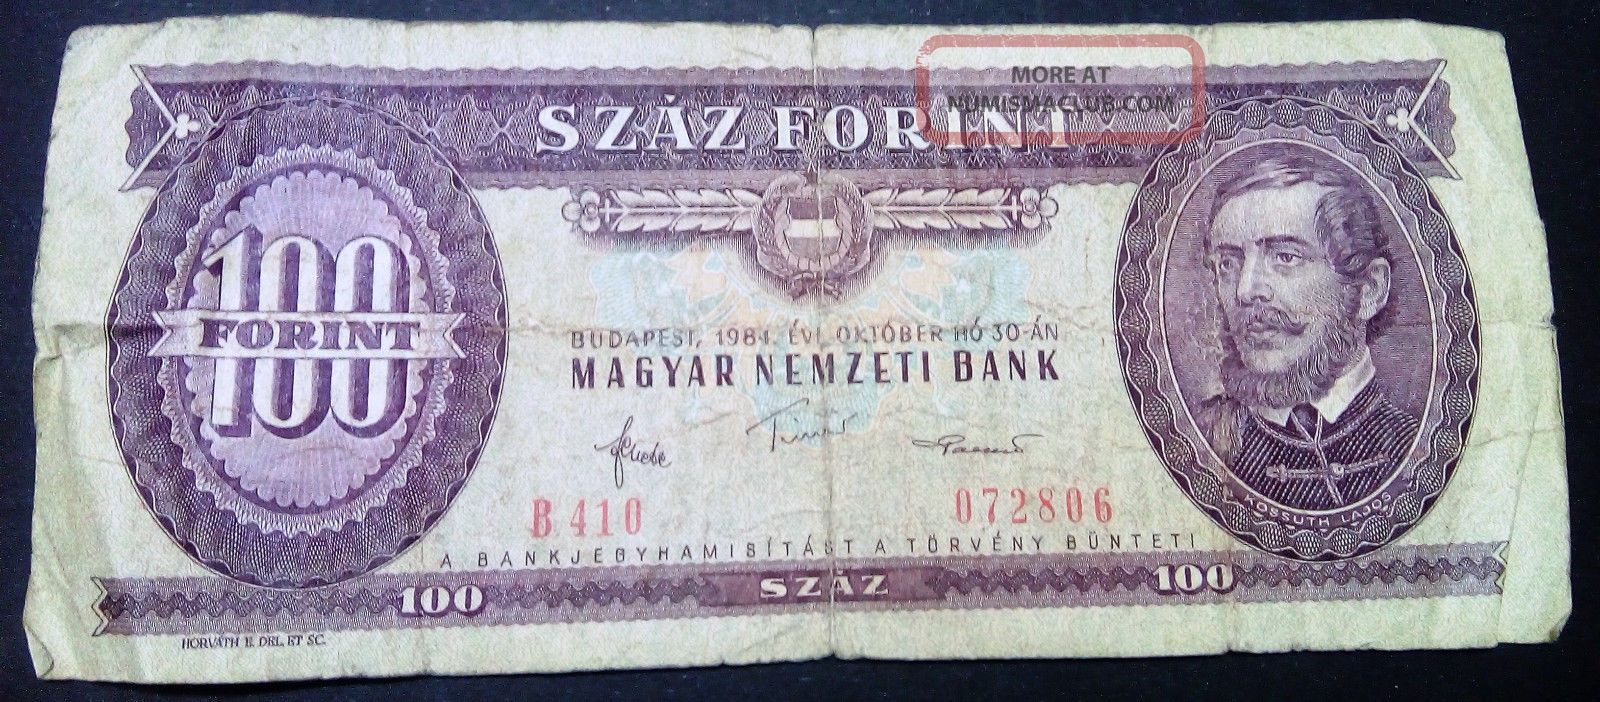 MORE AT
NUMISMACLUB.COM
SZÁZ FORINT
100
FORINT
100
BUDAPEST, 1984. ÉVI OKTÓBER HÓ 30-ÁN
MAGYAR NEMZETI BANK
B 410
072806
KOSSUTH LAJOS
A BANKJEGYHAMISÍTÁST A TÖRVÉNY BÜNTETI
100
SZÁZ
100
HORVÁTH E. DEL. ET SC.